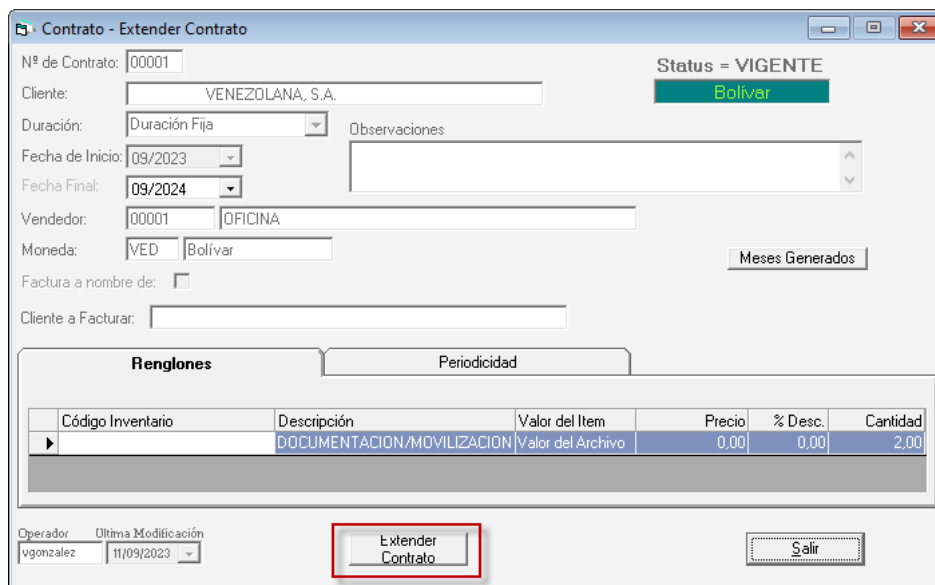 Contrato - Extender Contrato
Nº de Contrato: 00001
Status = VIGENTE
Cliente: VENEZOLANA, S.A.
Bolívar
Duración: Duración Fija
Observaciones
Fecha de Inicio: 09/2023
Fecha Final: 09/2024
Vendedor: 00001 OFICINA
Moneda: VED Bolívar
Meses Generados
Factura a nombre de:
Cliente a Facturar:
Renglones Periodicidad
Código Inventario Descripción Valor del Item Precio % Desc. Cantidad
DOCUMENTACION/MOVILIZACION Valor del Archivo 0,00 0,00 2,00
Operador Ultima Modificación
vgonzalez 11/09/2023
Extender
Contrato
Salir